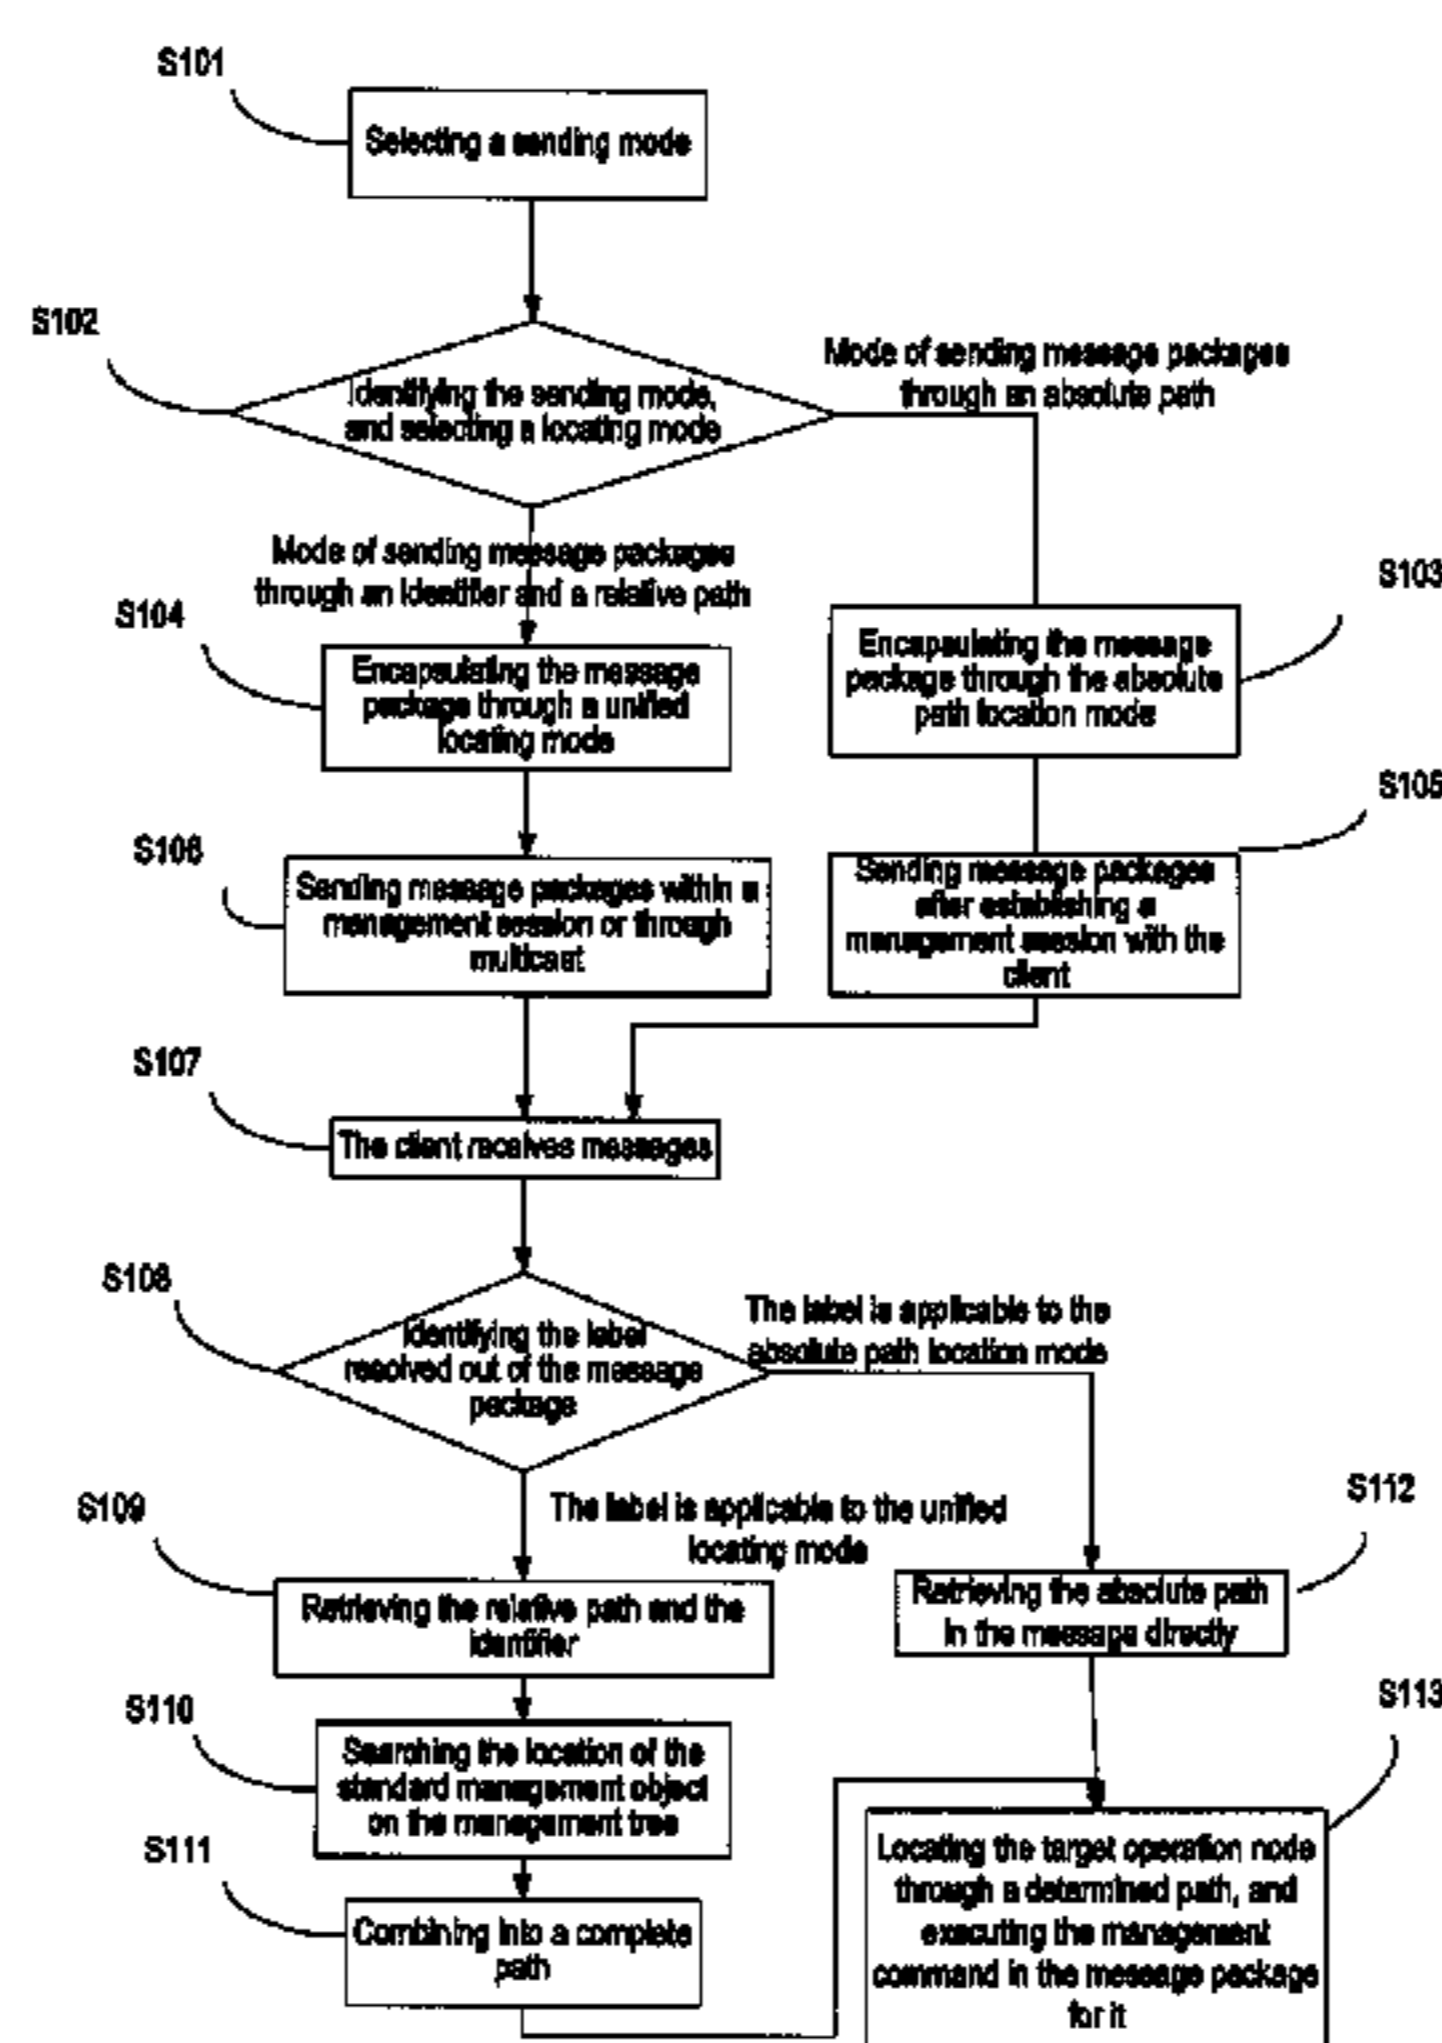 S101
Selecting a sending mode
S102
Identifying the sending mode,
and selecting a locating mode
Mode of sending message packages
through an absolute path
Mode of sending message packages
through an identifier and a relative path
S103
S104
Encapsulating the message
package through a unified
locating mode
Encapsulating the message
package through the absolute
path location mode
S105
S106
Sending message packages within a
management session or through
multicast
Sending message packages
after establishing a
management session with the
client
S107
The client receives messages
S108
Identifying the label
resolved out of the message
package
The label is applicable to the
absolute path location mode
S109
The label is applicable to the unified
locating mode
S112
Retrieving the relative path and the
identifier
Retrieving the absolute path
in the message directly
S110
S113
Searching the location of the
standard management object
on the management tree
S111
Combining into a complete
path
Locating the target operation node
through a determined path, and
executing the management
command in the message package
for it